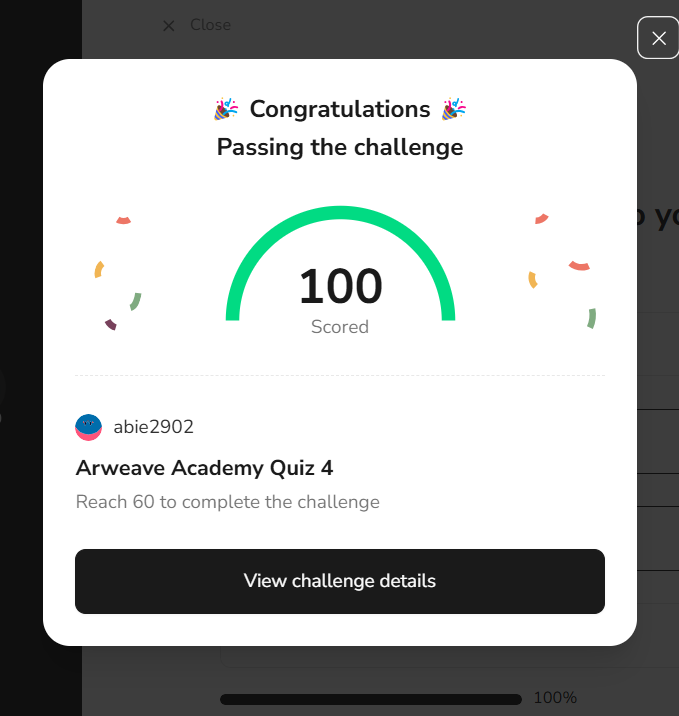 Close
Congratulations
Passing the challenge
100
Scored
abie2902
Arweave Academy Quiz 4
Reach 60 to complete the challenge
View challenge details
100%